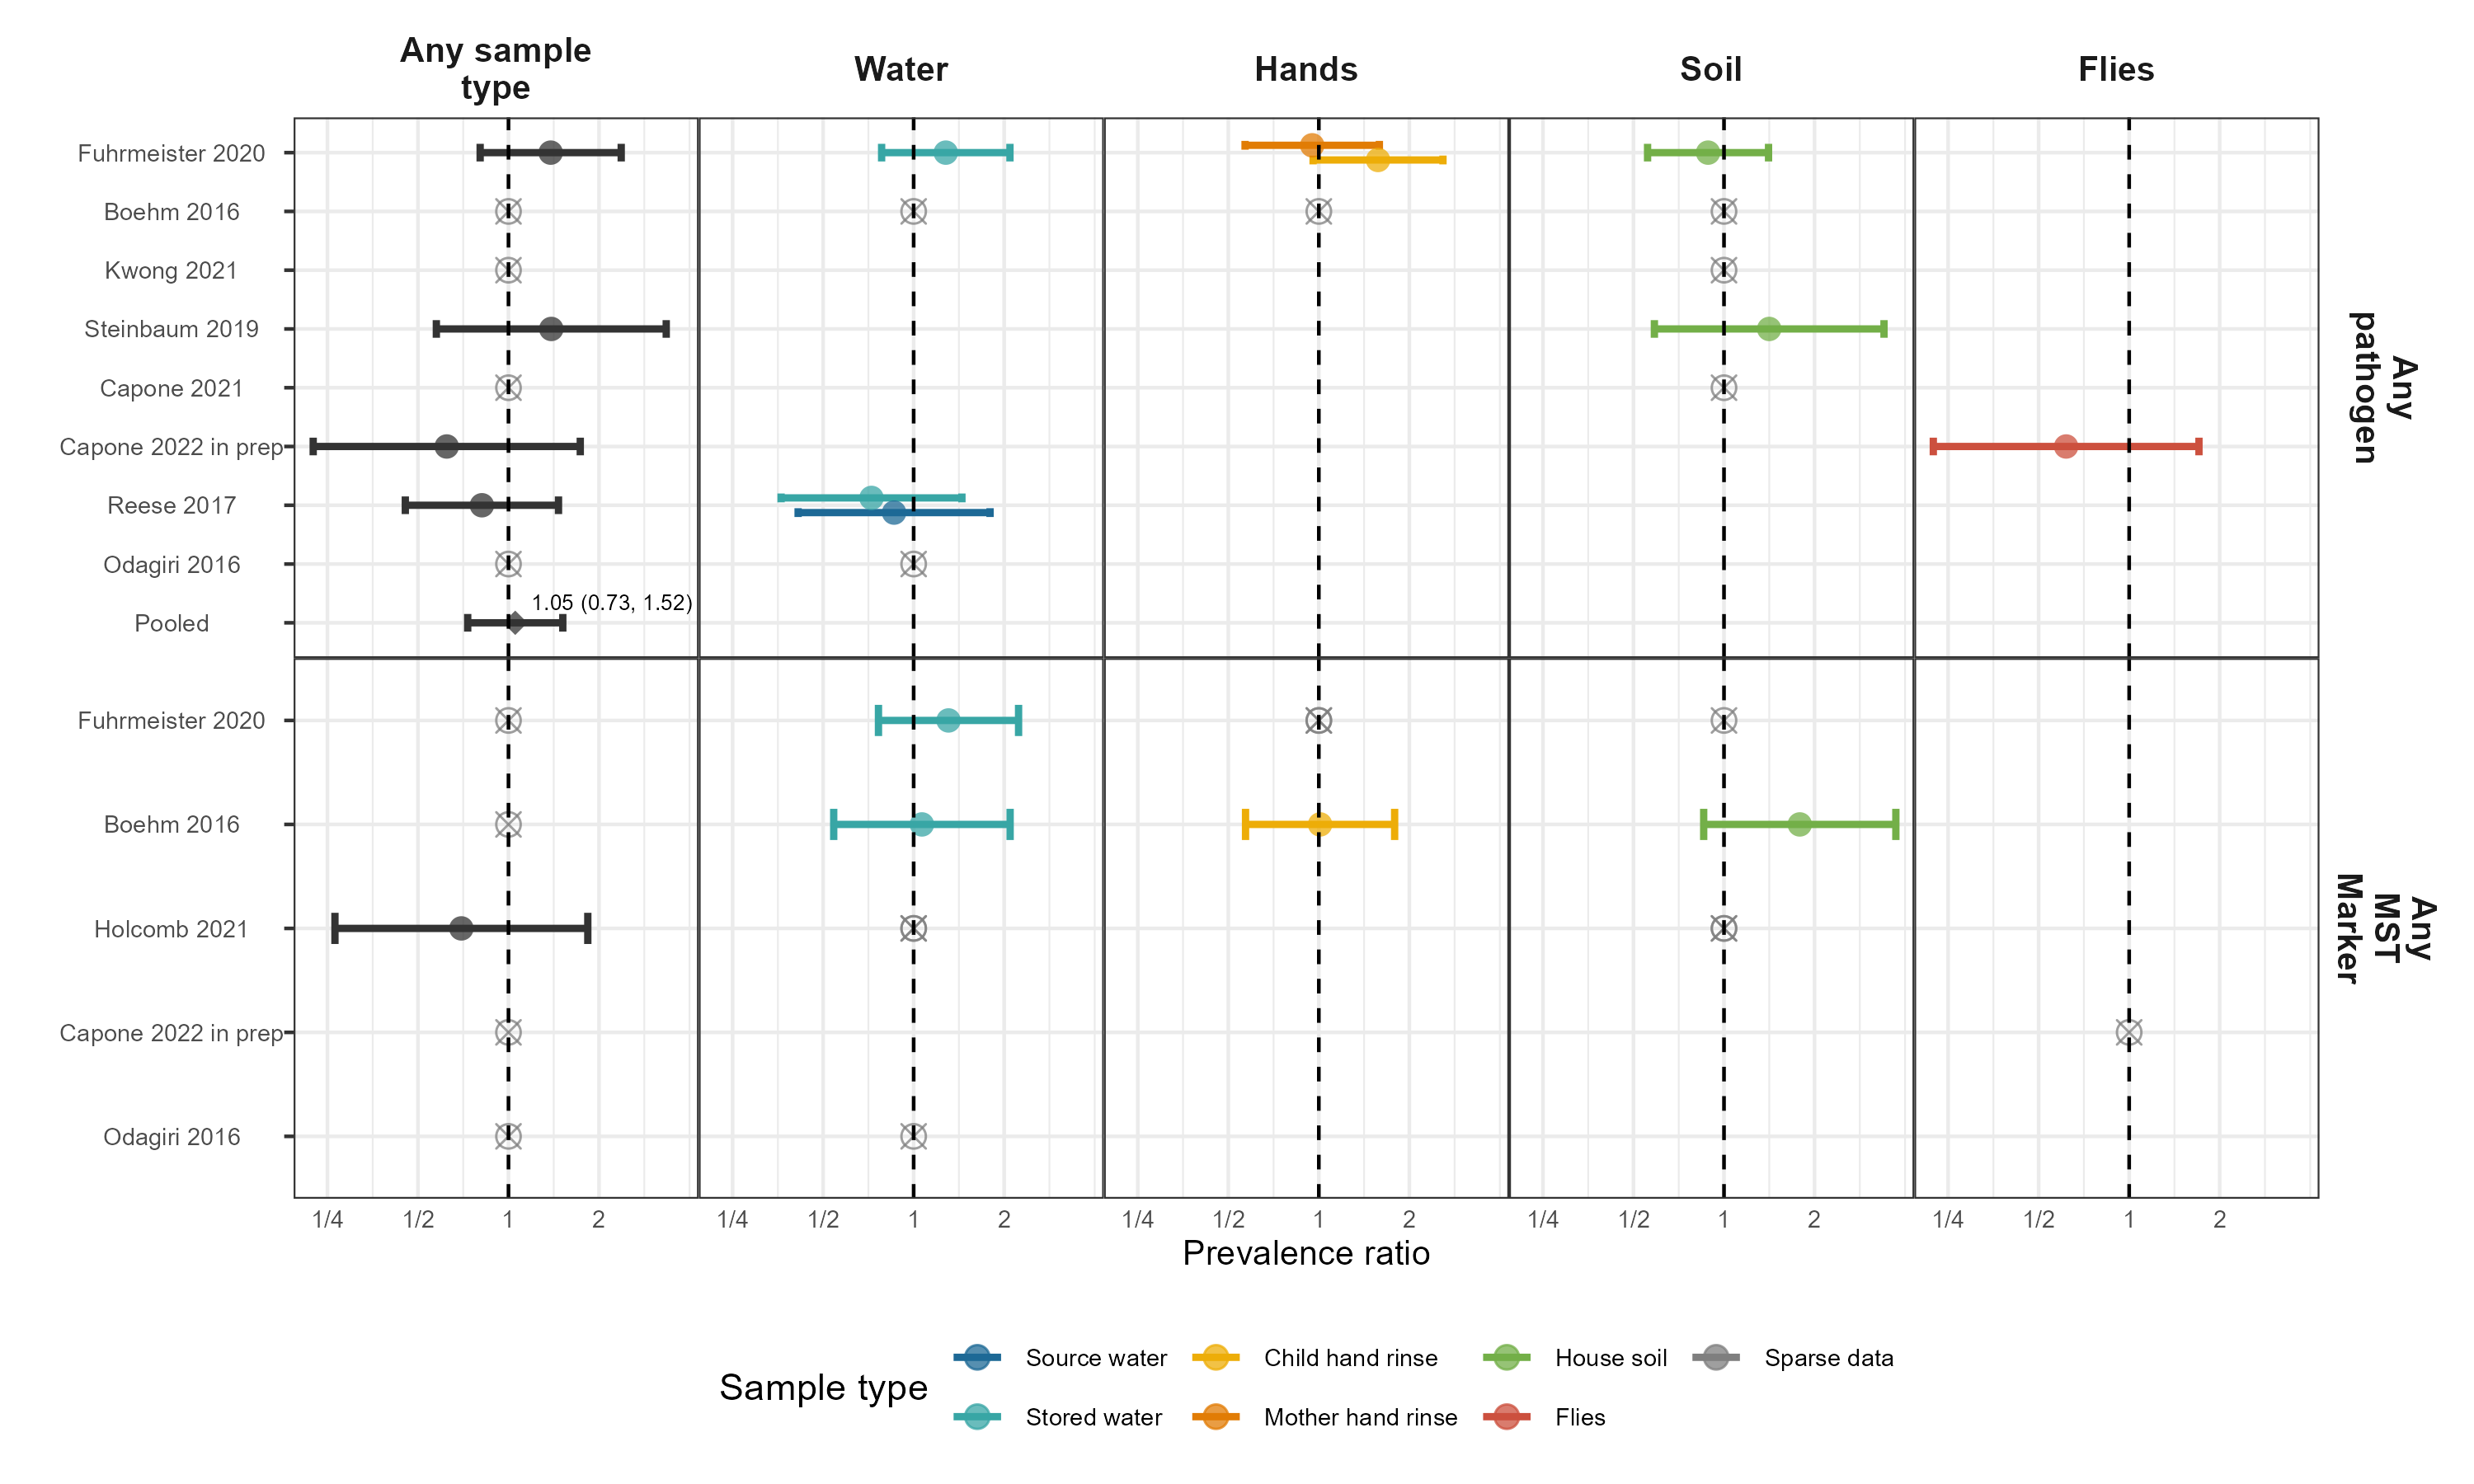 Any sample
type
Water
Hands
Soil
Flies
Fuhrmeister 2020
Boehm 2016
Kwong 2021
Steinbaum 2019
Capone 2021
Capone 2022 in prep
Reese 2017
Odagiri 2016
Pooled
1.05 (0.73, 1.52)
Any
pathogen
Fuhrmeister 2020
Boehm 2016
Holcomb 2021
Capone 2022 in prep
Odagiri 2016
Any
MST
Marker
1/4 1/2 1 2
1/4 1/2 1 2
1/4 1/2 1 2
1/4 1/2 1 2
1/4 1/2 1 2
Prevalence ratio
Sample type
Source water
Stored water
Child hand rinse
Mother hand rinse
House soil
Flies
Sparse data